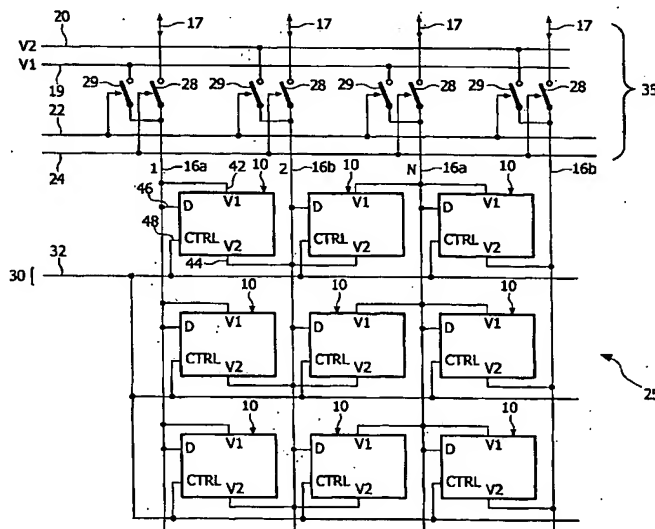 20 17 17 17 17
V2
V1
29 28 29 28 29 28 29 28 35
19
22
24
1 16a 42 10 2 16b 10 N 16a 10 16b
46 D V1 D V1 D V1
48 CTRL V2 CTRL V2 CTRL V2
30 [ 32 44
10 10 10
D V1 D V1 D V1
CTRL V2 CTRL V2 CTRL V2
25
10 10 10
D V1 D V1 D V1
CTRL V2 CTRL V2 CTRL V2